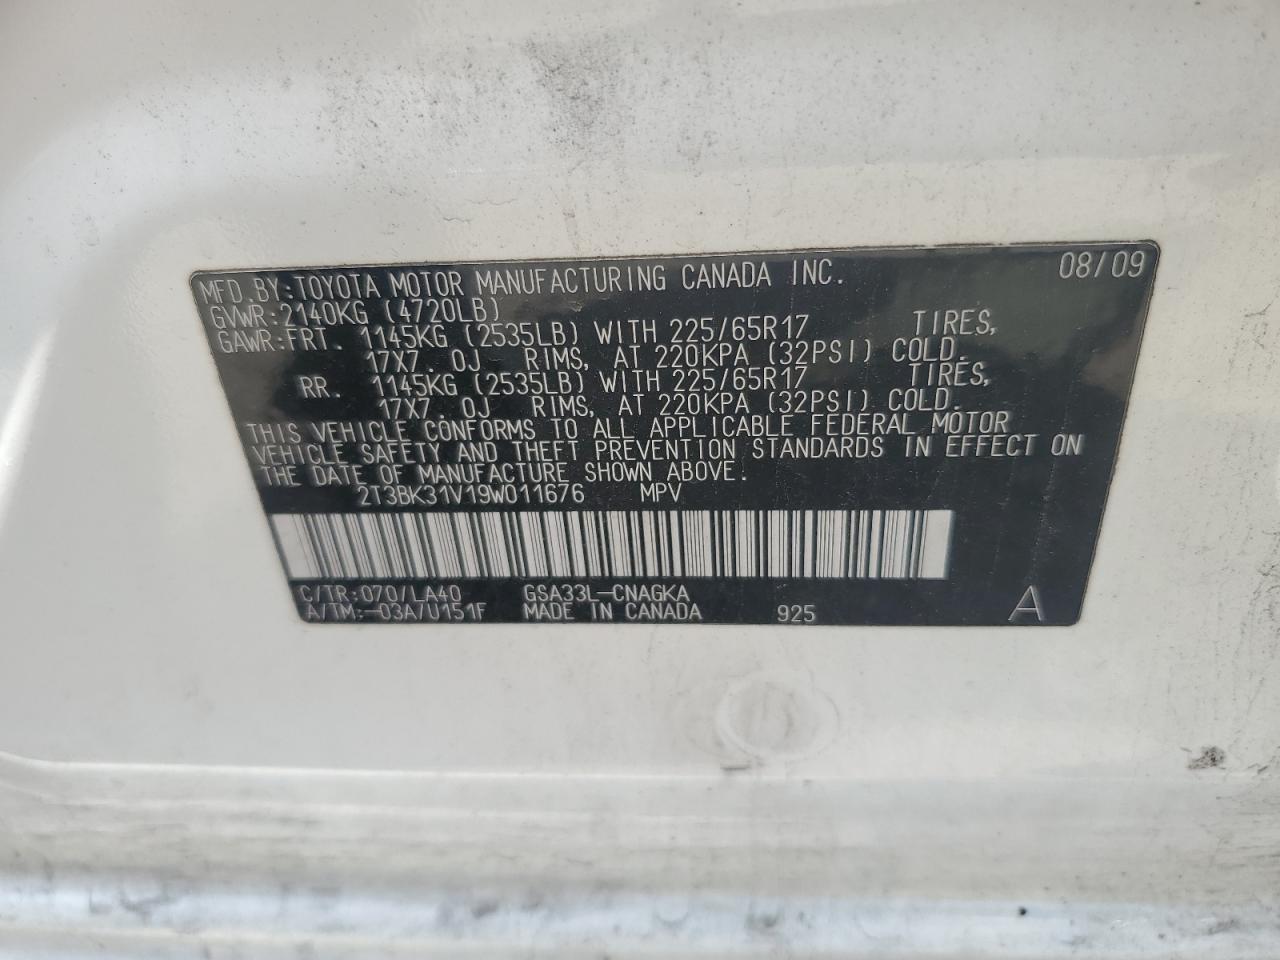 MFD.BY:TOYOTA MOTOR MANUFACTURING CANADA INC. 08/09
GVWR:2140KG (4720LB)
GAWR:FRT. 1145KG (2535LB) WITH 225/65R17 TIRES,
17X7.0J RIMS, AT 220KPA (32PSI) COLD.
RR. 1145KG (2535LB) WITH 225/65R17 TIRES,
17X7.0J RIMS, AT 220KPA (32PSI) COLD.
THIS VEHICLE CONFORMS TO ALL APPLICABLE FEDERAL MOTOR
VEHICLE SAFETY AND THEFT PREVENTION STANDARDS IN EFFECT ON
THE DATE OF MANUFACTURE SHOWN ABOVE.
2T3BK31V19W011676 MPV
C/TR:070/LA40 GSA33L-CNAGKA
A/TM:-03A/U151F MADE IN CANADA 925 A